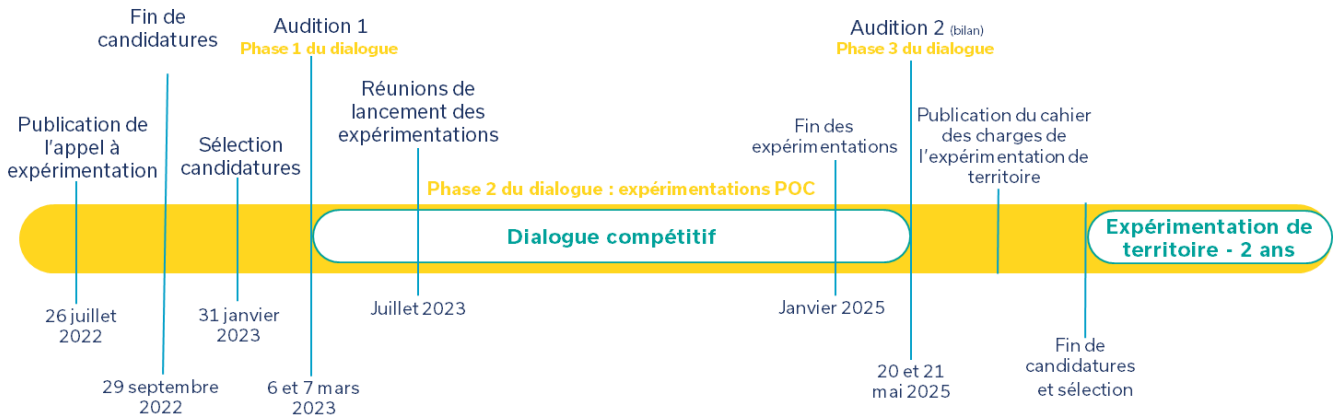 Fin de
candidatures
Audition 1
Phase 1 du dialogue
Audition 2 (bilan)
Phase 3 du dialogue
Publication de
l'appel à
expérimentation
Sélection
candidatures
Réunions de
lancement des
expérimentations
Fin des
expérimentations
Publication du cahier
des charges de
l'expérimentation de
territoire
Phase 2 du dialogue : expérimentations POC
Dialogue compétitif
Expérimentation de
territoire - 2 ans
26 juillet
2022
29 septembre
2022
31 janvier
2023
6 et 7 mars
2023
Juillet 2023
Janvier 2025
20 et 21
mai 2025
Fin de
candidatures
et sélection